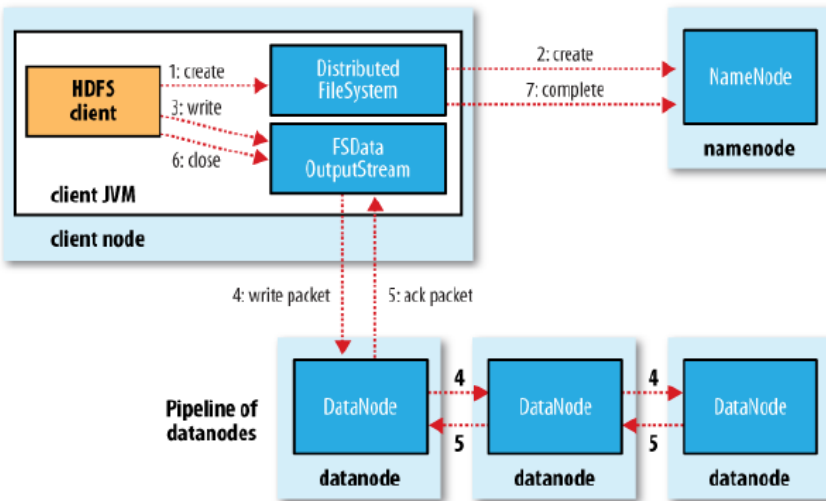 HDFS
client
1: create
3: write
6: close
Distributed
FileSystem
FSData
OutputStream
client JVM
client node
2: create
7: complete
NameNode
namenode
4: write packet
5: ack packet
Pipeline of
datanodes
DataNode
datanode
4
5
DataNode
datanode
4
5
DataNode
datanode